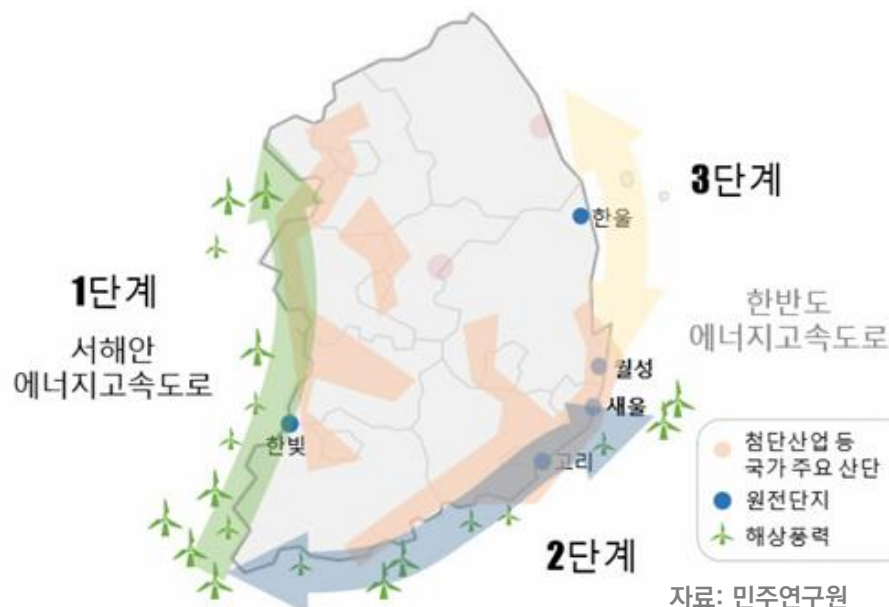 3단계
한울
1단계
한반도
에너지고속도로
서해안
에너지고속도로
월성
새울
한빛
고리
첨단산업 등
국가 주요 산단
원전단지
해상풍력
2단계
자료: 민주연구원